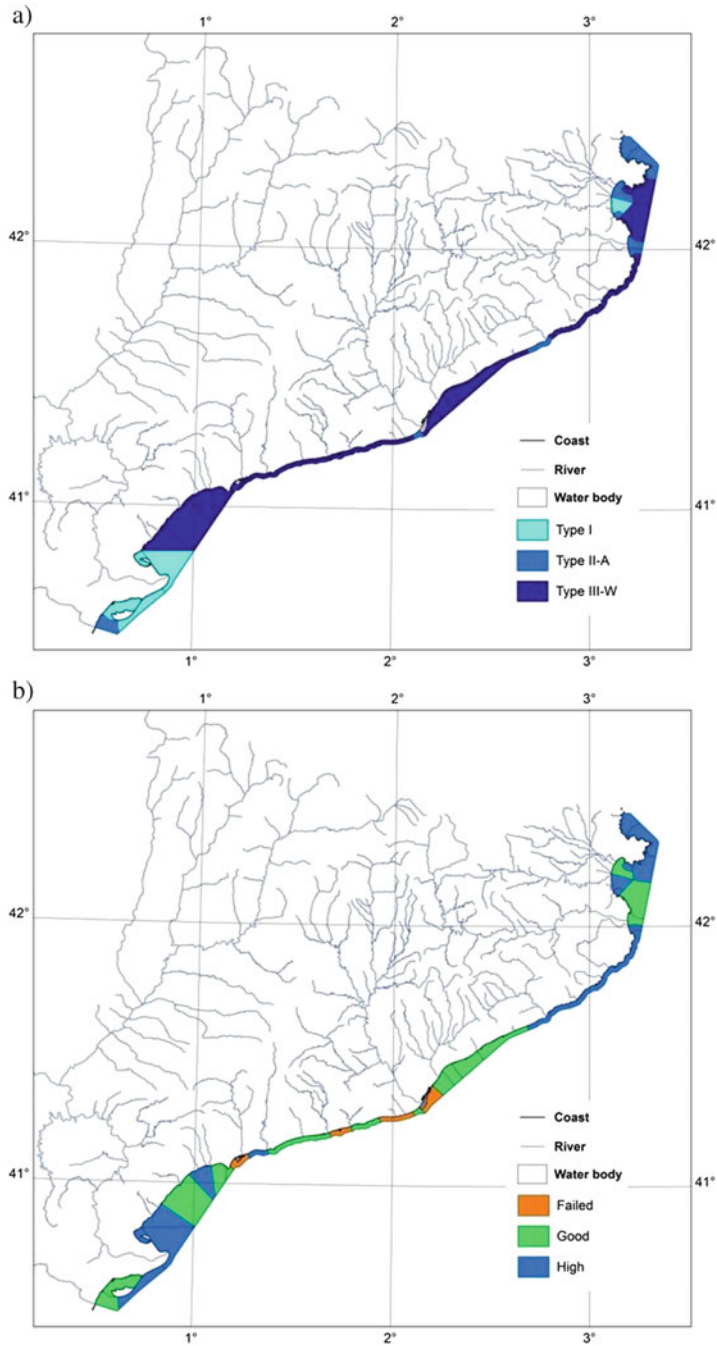 a)
1° 2° 3°
42° 42°
41° 41°
Coast
River
Water body
Type I
Type II-A
Type III-W
1° 2° 3°
b)
1° 2° 3°
42° 42°
41° 41°
Coast
River
Water body
Failed
Good
High
1° 2° 3°